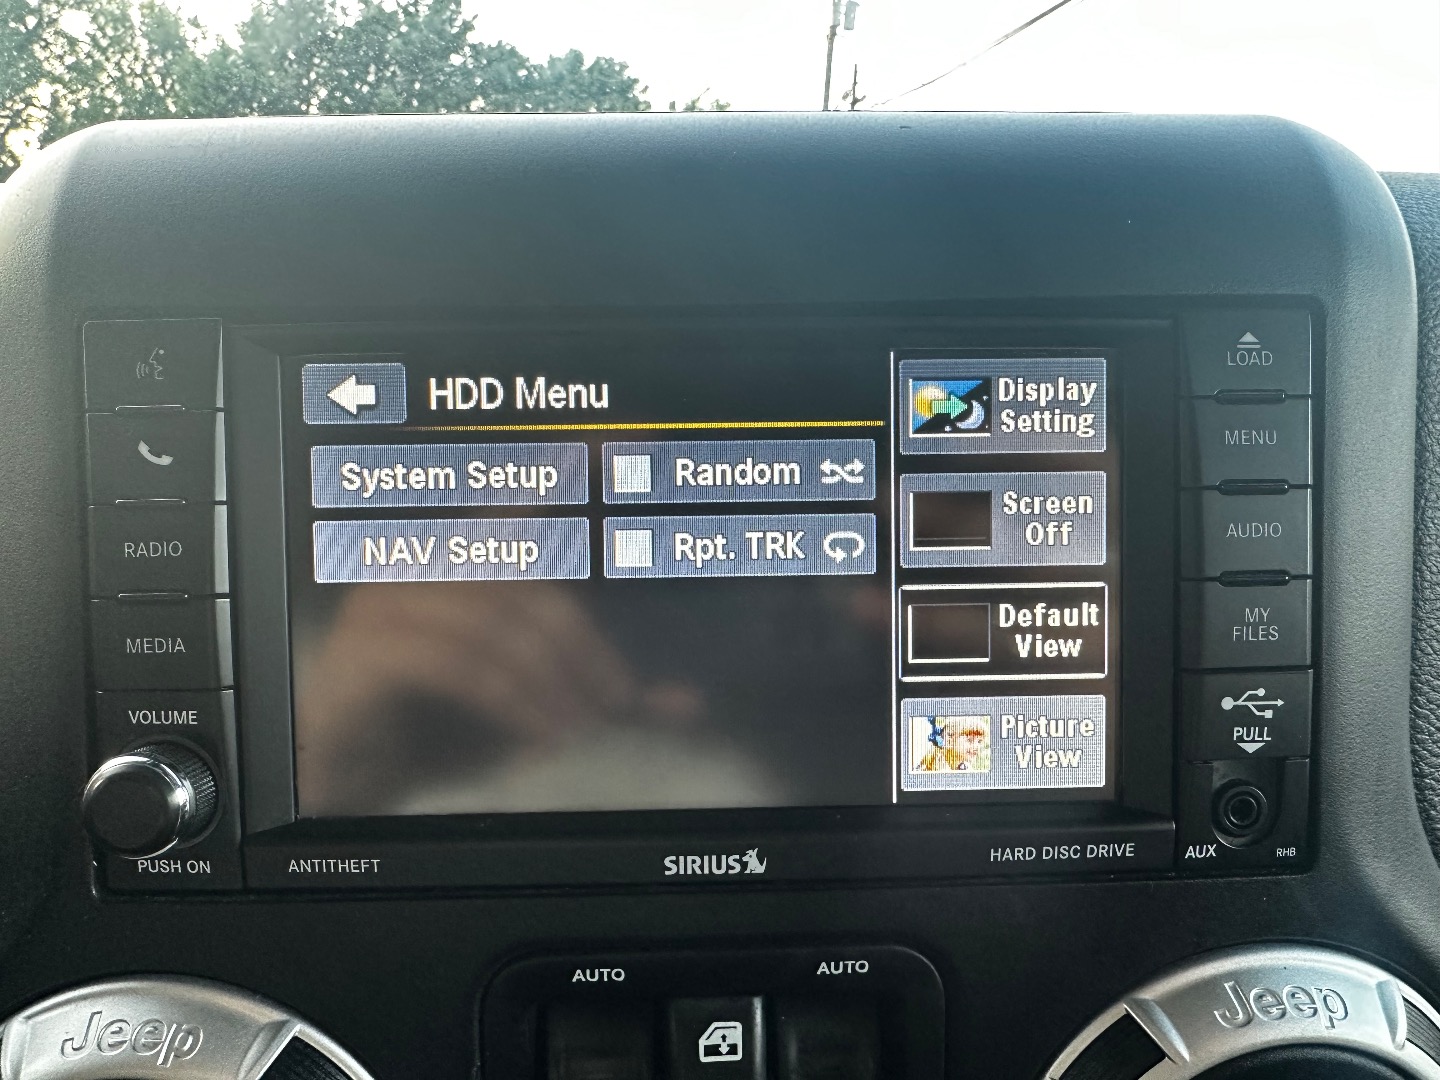 HDD Menu
System Setup
Random
NAV Setup
Rpt. TRK
Display
Setting
Screen
Off
Default
View
Picture
View
RADIO
MEDIA
VOLUME
PUSH ON
LOAD
MENU
AUDIO
MY
FILES
PULL
AUX
RHB
ANTITHEFT
SIRIUS
HARD DISC DRIVE
AUTO
AUTO
Jeep
Jeep